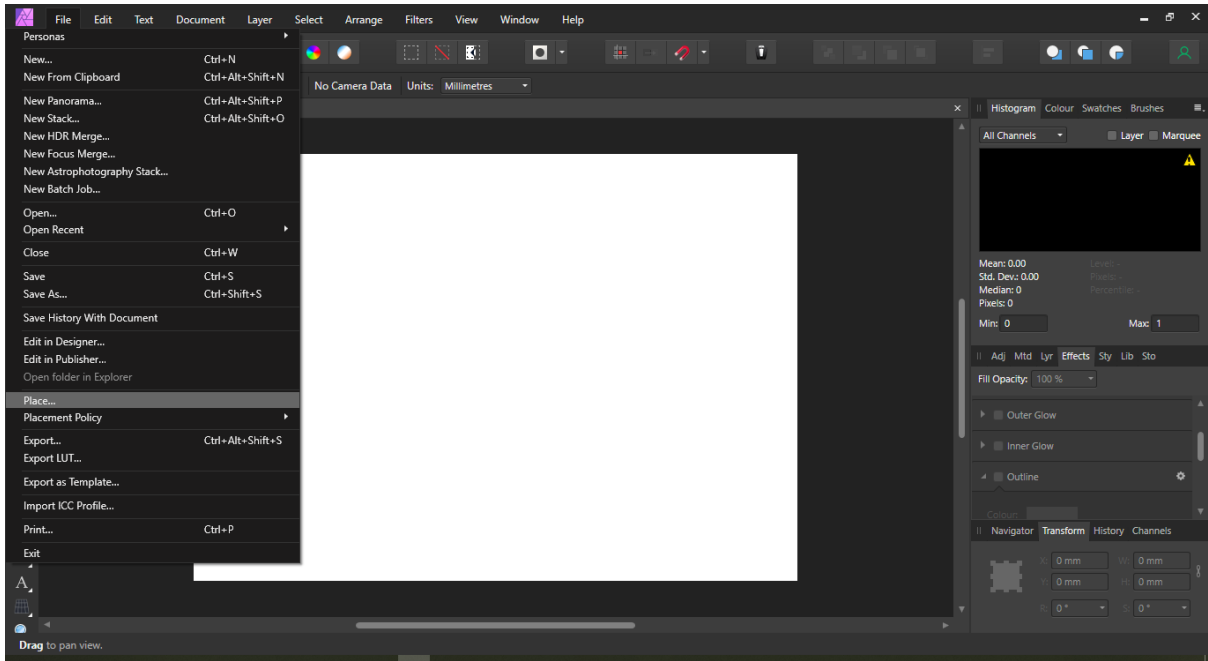 File Edit Text Document Layer Select Arrange Filters View Window Help
Personas
New... Ctrl+N
New From Clipboard Ctrl+Alt+Shift+N
No Camera Data Units: Millimetres
New Panorama... Ctrl+Alt+Shift+P
New Stack... Ctrl+Alt+Shift+O
New HDR Merge...
New Focus Merge...
New Astrophotography Stack...
New Batch Job...
Open... Ctrl+O
Open Recent
Close Ctrl+W
Save Ctrl+S
Save As... Ctrl+Shift+S
Save History With Document
Edit in Designer...
Edit in Publisher...
Open folder in Explorer
Place...
Placement Policy
Export... Ctrl+Alt+Shift+S
Export LUT...
Export as Template...
Import ICC Profile...
Print... Ctrl+P
Exit
Histogram Colour Swatches Brushes
All Channels Layer Marquee
Mean: 0.00 Level: -
Std. Dev.: 0.00 Pixels: -
Median: 0 Percentile: -
Pixels: 0
Min: 0 Max: 1
Adj Mtd Lyr Effects Sty Lib Sto
Fill Opacity: 100 %
Outer Glow
Inner Glow
Outline
Colour:
Navigator Transform History Channels
X: 0 mm W: 0 mm
Y: 0 mm H: 0 mm
R: 0 ° S: 0 °
A
Drag to pan view.